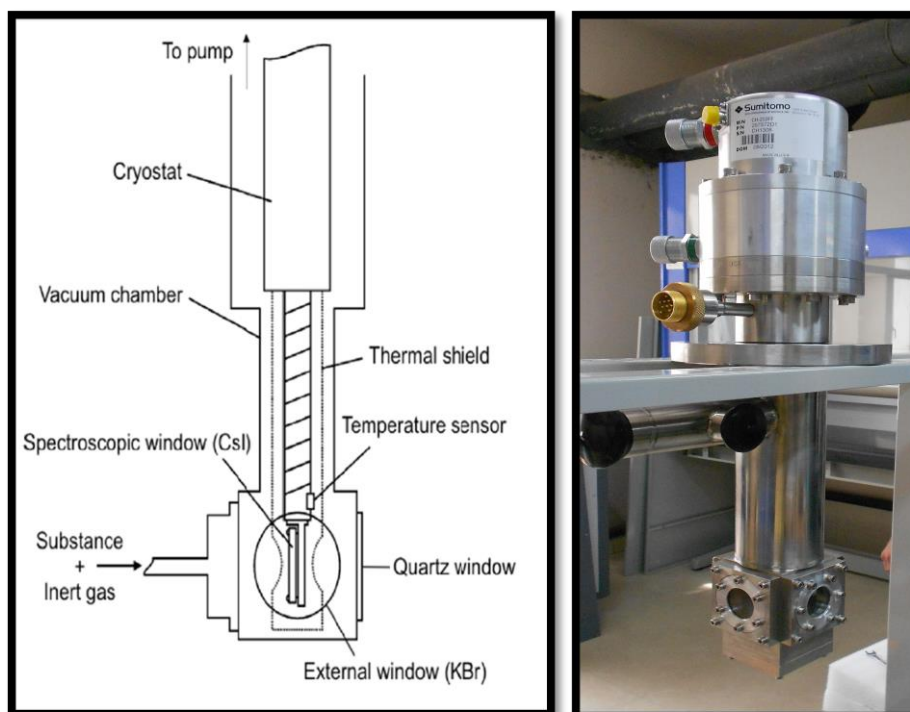 To pump
Cryostat
Vacuum chamber
Thermal shield
Temperature sensor
Spectroscopic window (CsI)
Substance
+
Inert gas
Quartz window
External window (KBr)
Sumitomo